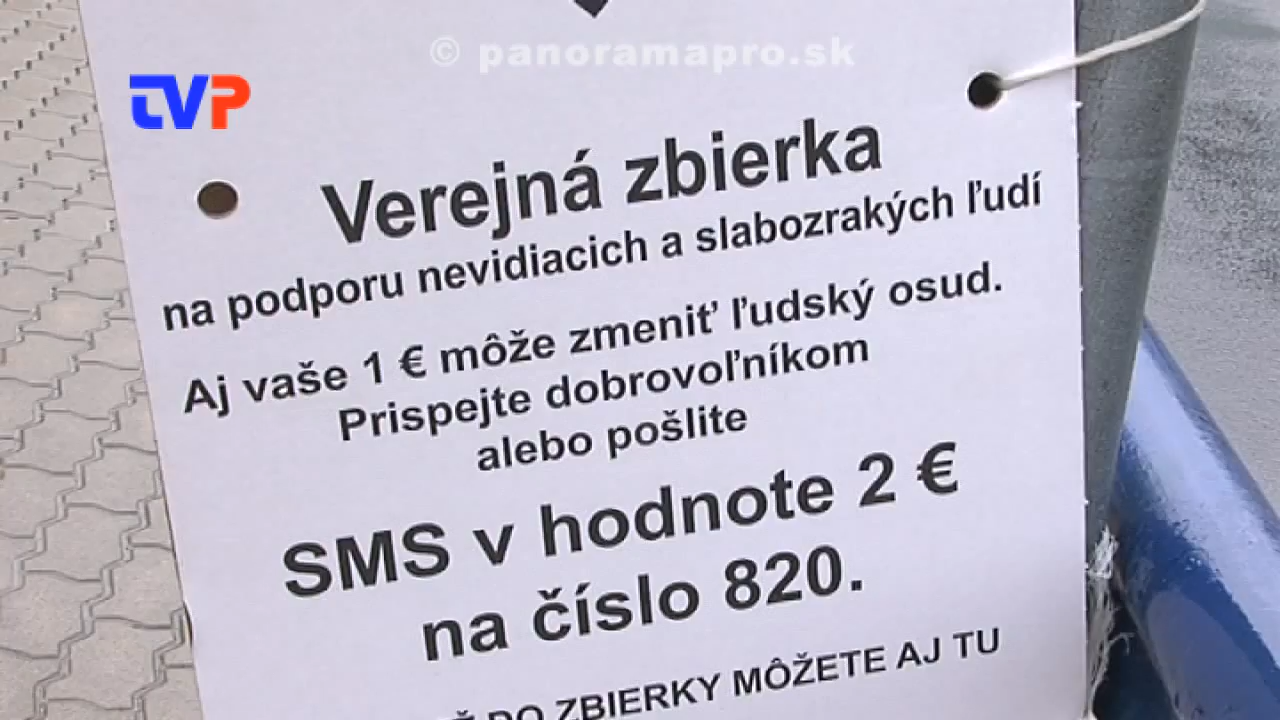 © panoramapro.sk
TVP
Verejná zbierka
na podporu nevidiacich a slabozrakých ľudí
Aj vaše 1 € môže zmeniť ľudský osud.
Prispejte dobrovoľníkom
alebo pošlite
SMS v hodnote 2 €
na číslo 820.
DO ZBIERKY MÔŽETE AJ TU